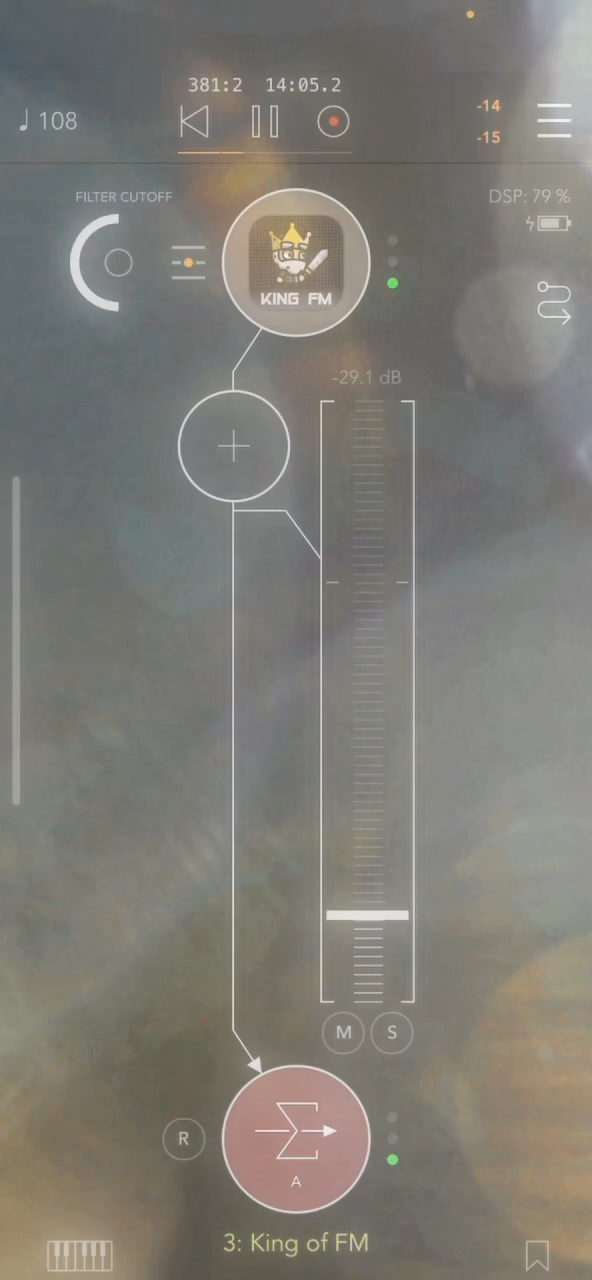 381:2 14:05.2
108
-14
-15
FILTER CUTOFF
DSP: 79 %
KING FM
-29.1 dB
M S
R
A
3: King of FM